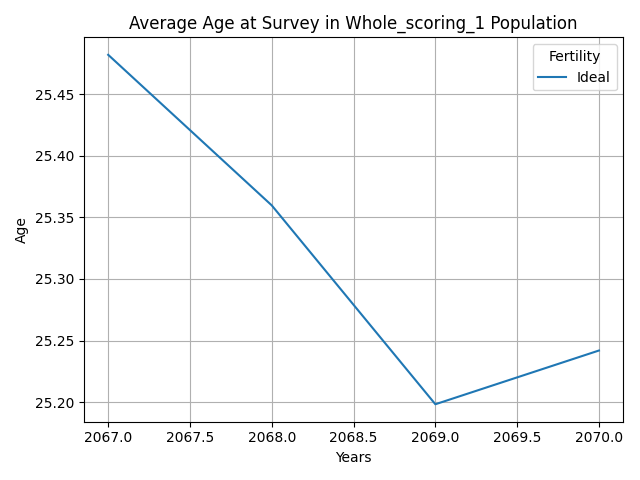 Average Age at Survey in Whole_scoring_1 Population
Fertility
Ideal
25.45
25.40
25.35
25.30
25.25
25.20
Age
2067.0 2067.5 2068.0 2068.5 2069.0 2069.5 2070.0
Years